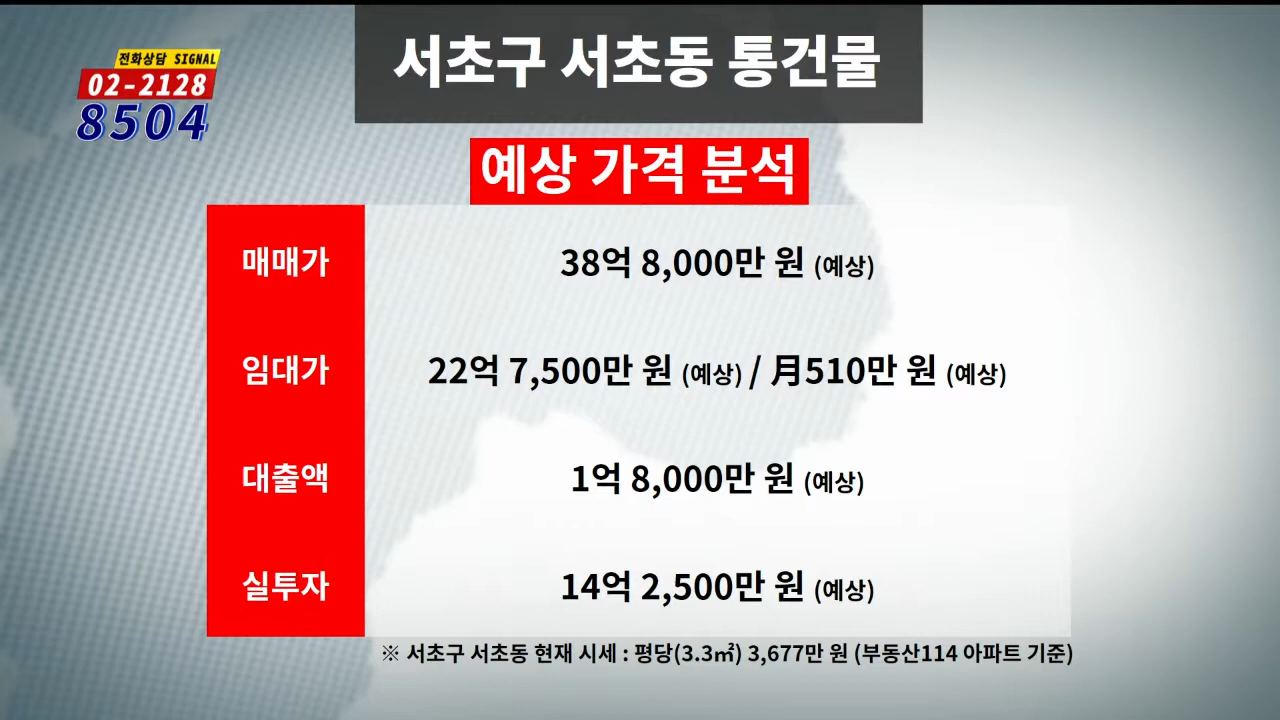 서초구 서초동 통건물
전화상담 SIGNAL
02-2128
8504
예상 가격 분석
매매가 38억 8,000만 원 (예상)
임대가 22억 7,500만 원 (예상) / 月510만 원 (예상)
대출액 1억 8,000만 원 (예상)
실투자 14억 2,500만 원 (예상)
※ 서초구 서초동 현재 시세 : 평당(3.3㎡) 3,677만 원 (부동산114 아파트 기준)